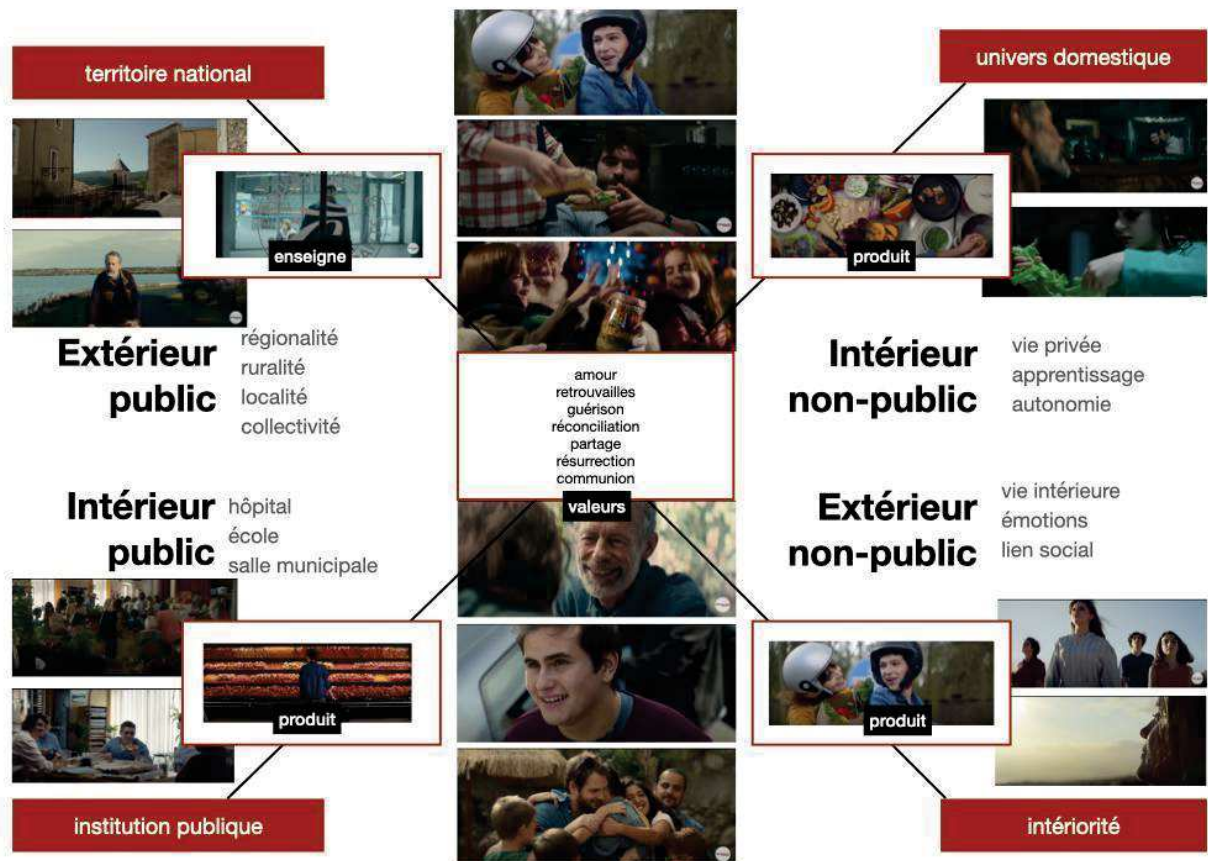 territoire national
univers domestique
enseigne
produit
Extérieur
public
régionalité
ruralité
localité
collectivité
amour
retrouvailles
guérison
réconciliation
partage
résurrection
communion
valeurs
Intérieur
non-public
vie privée
apprentissage
autonomie
Intérieur
public
hôpital
école
salle municipale
Extérieur
non-public
vie intérieure
émotions
lien social
produit
produit
institution publique
intériorité